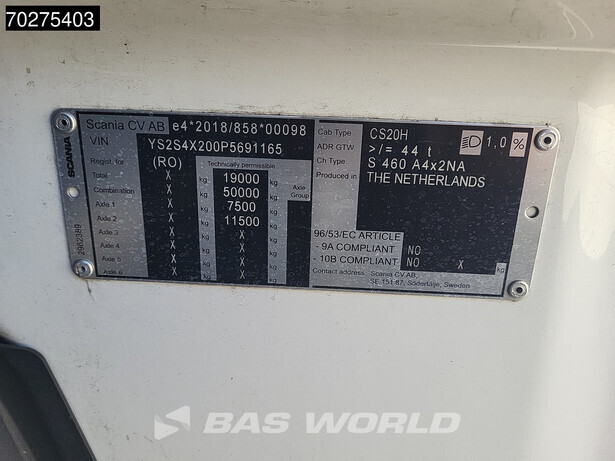 70275403
Scania CV AB e4*2018/858*00098
VIN YS2S4X200P5691165
Regist. for (RO) Technically permissible
Total X kg 19000 kg Axle Group
Combination X kg 50000 kg
Axle 1 X kg 7500 kg
Axle 2 X kg 11500 kg
Axle 3 X kg X kg
Axle 4 X kg X kg
Axle 5 X kg X kg
Axle 6 X kg X kg
SCANIA
2962389
Cab Type CS20H 1,0 %
ADR GTW >/= 44 t
Ch Type S 460 A4x2NA
Produced in THE NETHERLANDS
96/53/EC ARTICLE
- 9A COMPLIANT NO
- 10B COMPLIANT NO X
Contact address: Scania CV AB,
SE 151 87, Södertälje, Sweden
BAS WORLD